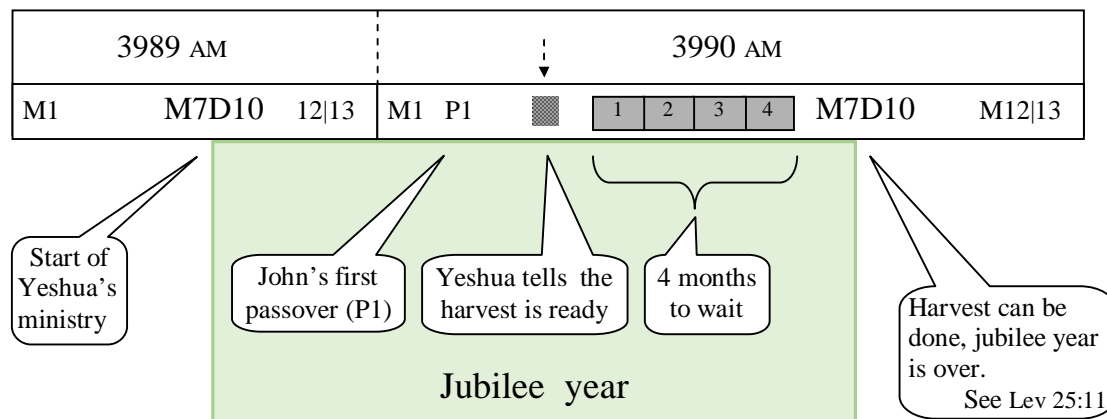 3989 AM 3990 AM
M1 M7D10 12|13 M1 P1 1 2 3 4 M7D10 M12|13
Start of
Yeshua's
ministry
John's first
passover (P1)
Yeshua tells the
harvest is ready
4 months
to wait
Harvest can be
done, jubilee year
is over.
See Lev 25:11
Jubilee year